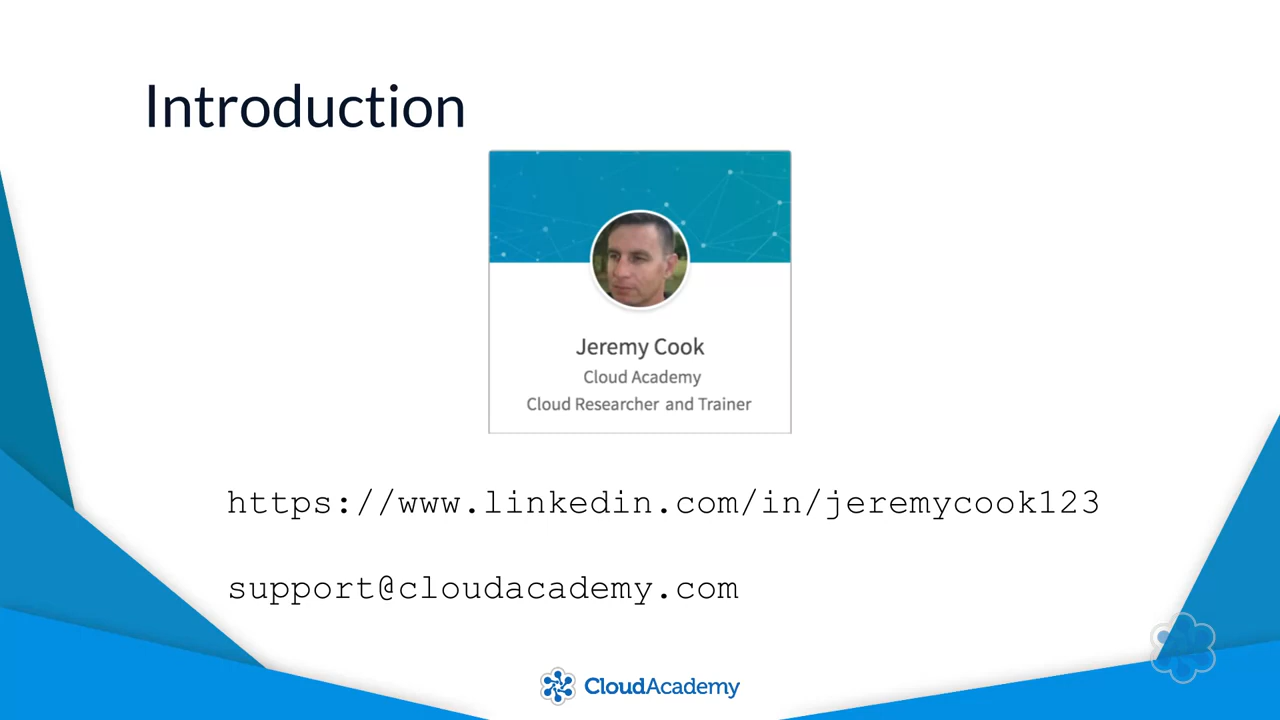 Introduction
Jeremy Cook
Cloud Academy
Cloud Researcher and Trainer
https://www.linkedin.com/in/jeremycook123
support@cloudacademy.com
CloudAcademy